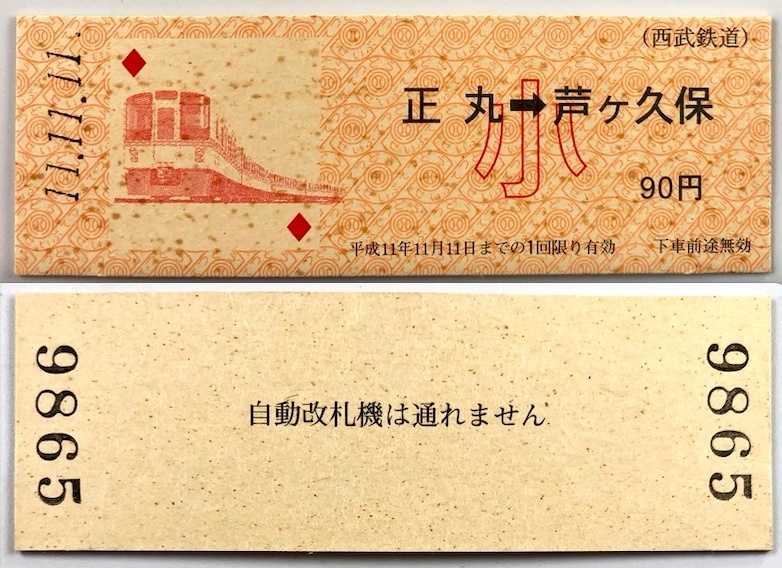 11.11.11.
(西武鉄道)
正 丸➡芦ヶ久保
小
90円
平成11年11月11日までの1回限り有効 下車前途無効
9865
自動改札機は通れません
9865